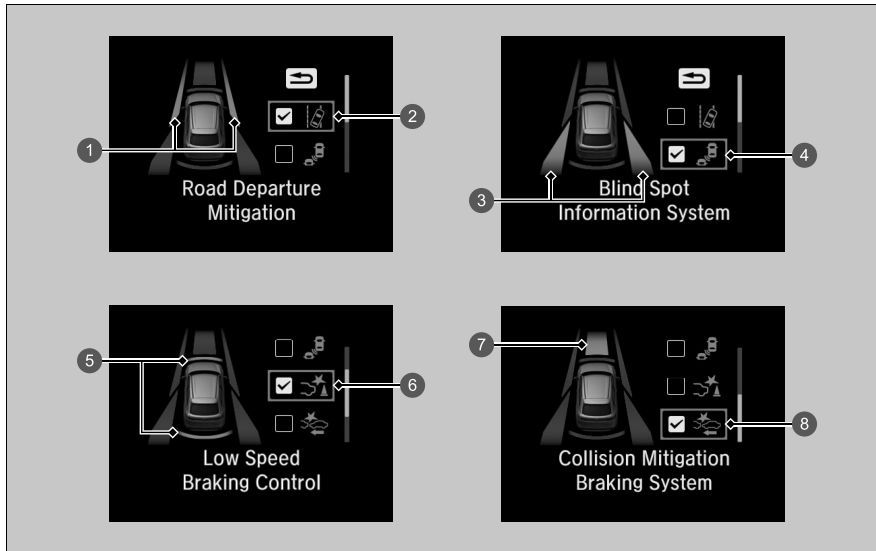 1
2
Road Departure
Mitigation
3
4
Blind Spot
Information System
5
6
Low Speed
Braking Control
7
8
Collision Mitigation
Braking System